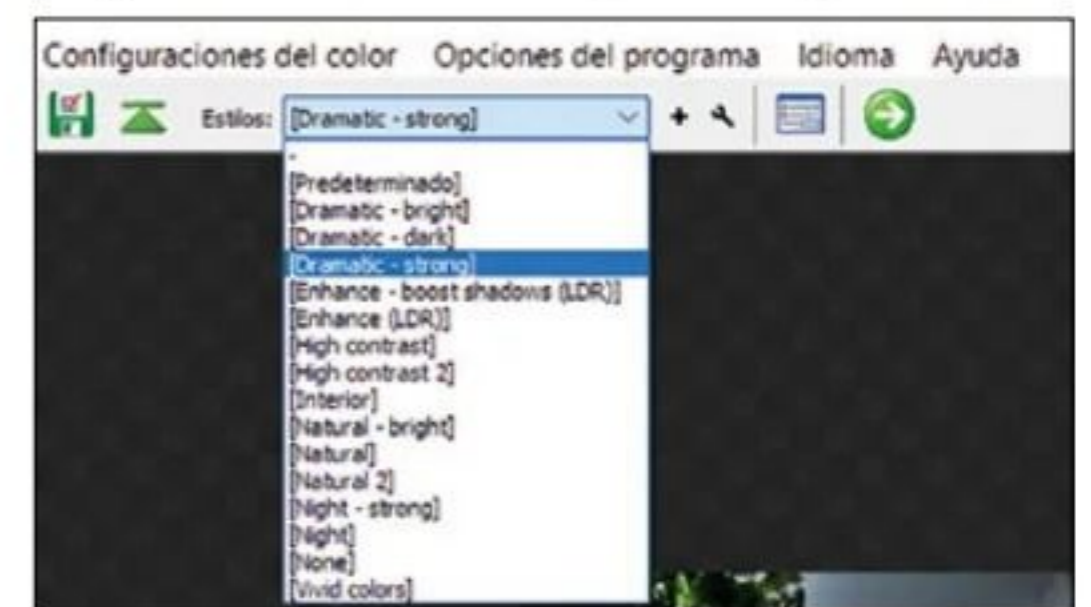 Configuraciones del color Opciones del programa Idioma Ayuda
Estilos: [Dramatic - strong]
-
[Predeterminado]
[Dramatic - bright]
[Dramatic - dark]
[Dramatic - strong]
[Enhance - boost shadows (LDR)]
[Enhance (LDR)]
[High contrast]
[High contrast 2]
[Interior]
[Natural - bright]
[Natural]
[Natural 2]
[Night - strong]
[Night]
[None]
[Vivid colors]